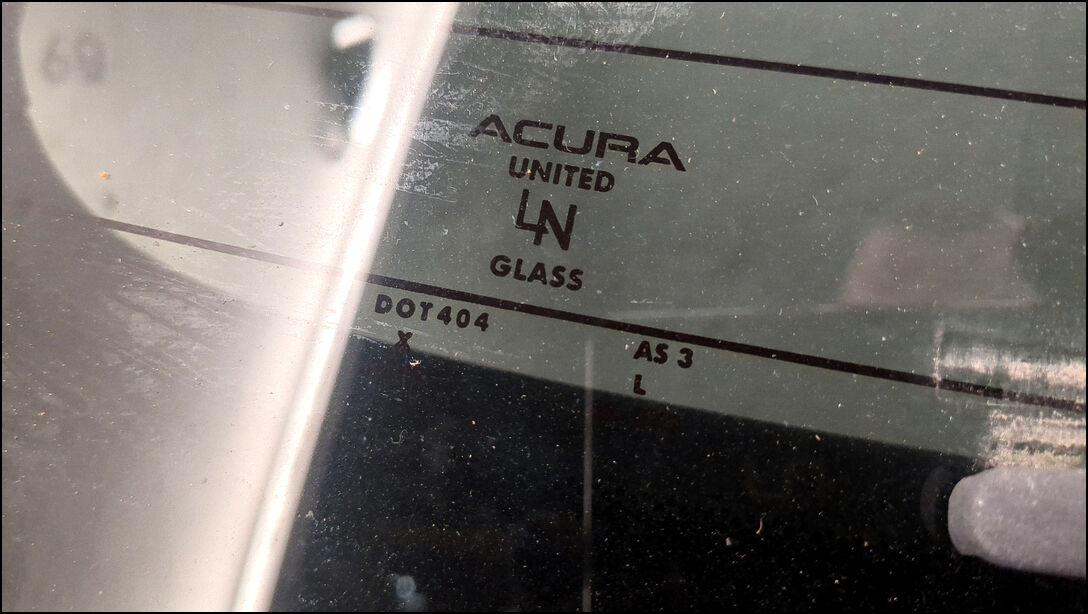 ACURA
UNITED
LN
GLASS
DOT404
X
AS 3
L